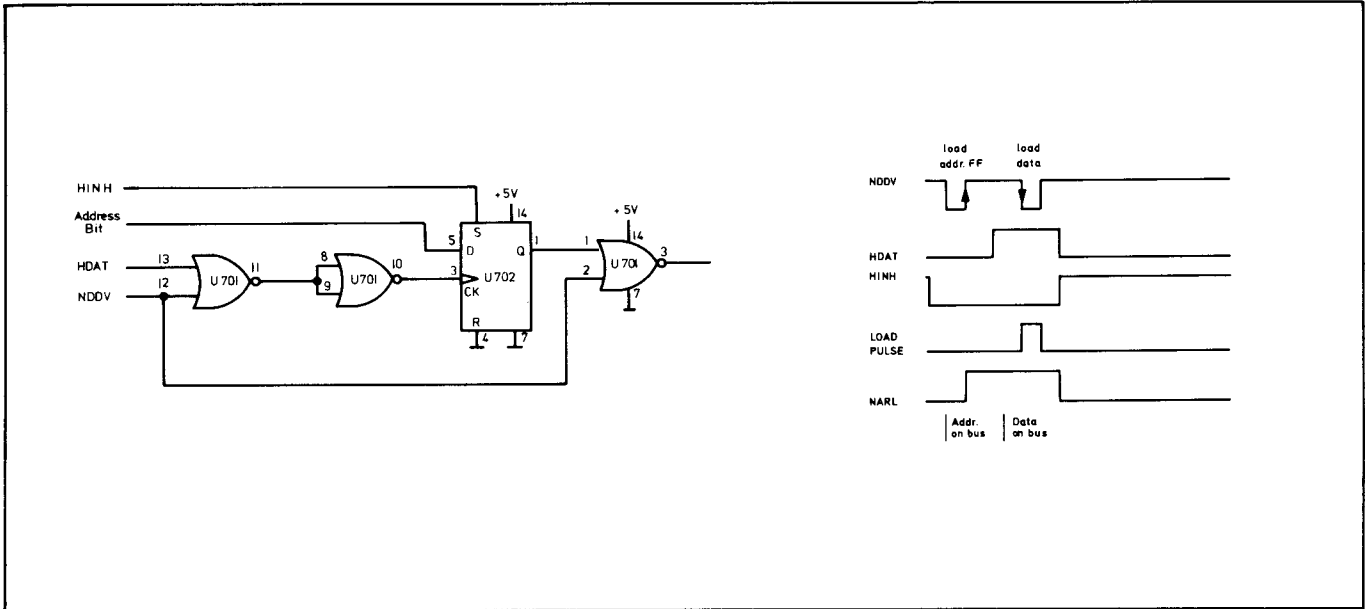 HINH
Address
Bit
HDAT
NDDV
13
12
U701
11
8
9
U701
10
+5V
14
S
5
D
Q
1
3
U702
CK
R
4
7
+5V
14
1
2
U701
3
7
load
addr. FF
load
data
NDDV
HDAT
HINH
LOAD
PULSE
NARL
Addr.
on bus
Data
on bus